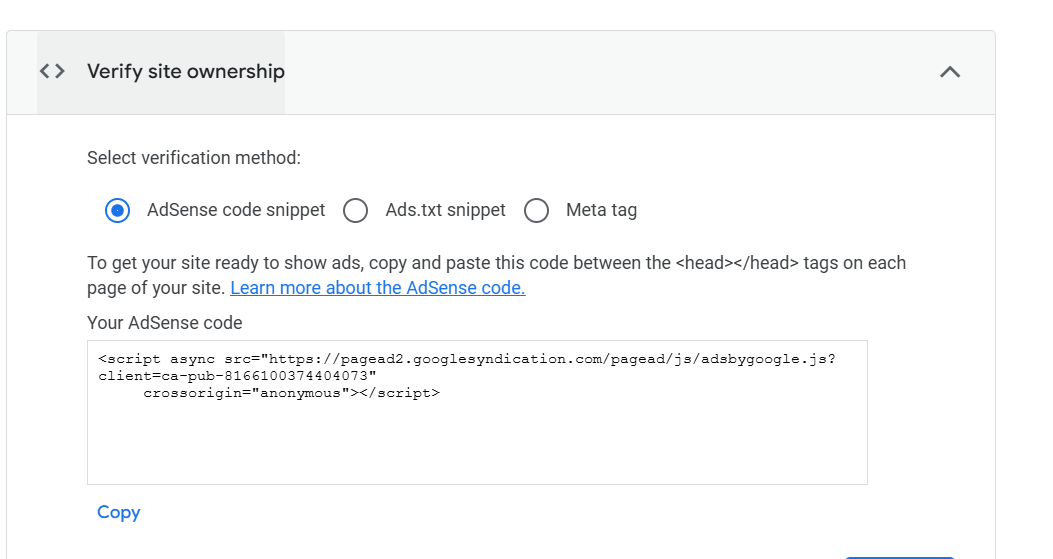 <> Verify site ownership
Select verification method:
AdSense code snippet Ads.txt snippet Meta tag
To get your site ready to show ads, copy and paste this code between the <head></head> tags on each
page of your site. Learn more about the AdSense code.
Your AdSense code
<script async src="https://pagead2.googlesyndication.com/pagead/js/adsbygoogle.js?
client=ca-pub-8166100374404073"
crossorigin="anonymous"></script>
Copy